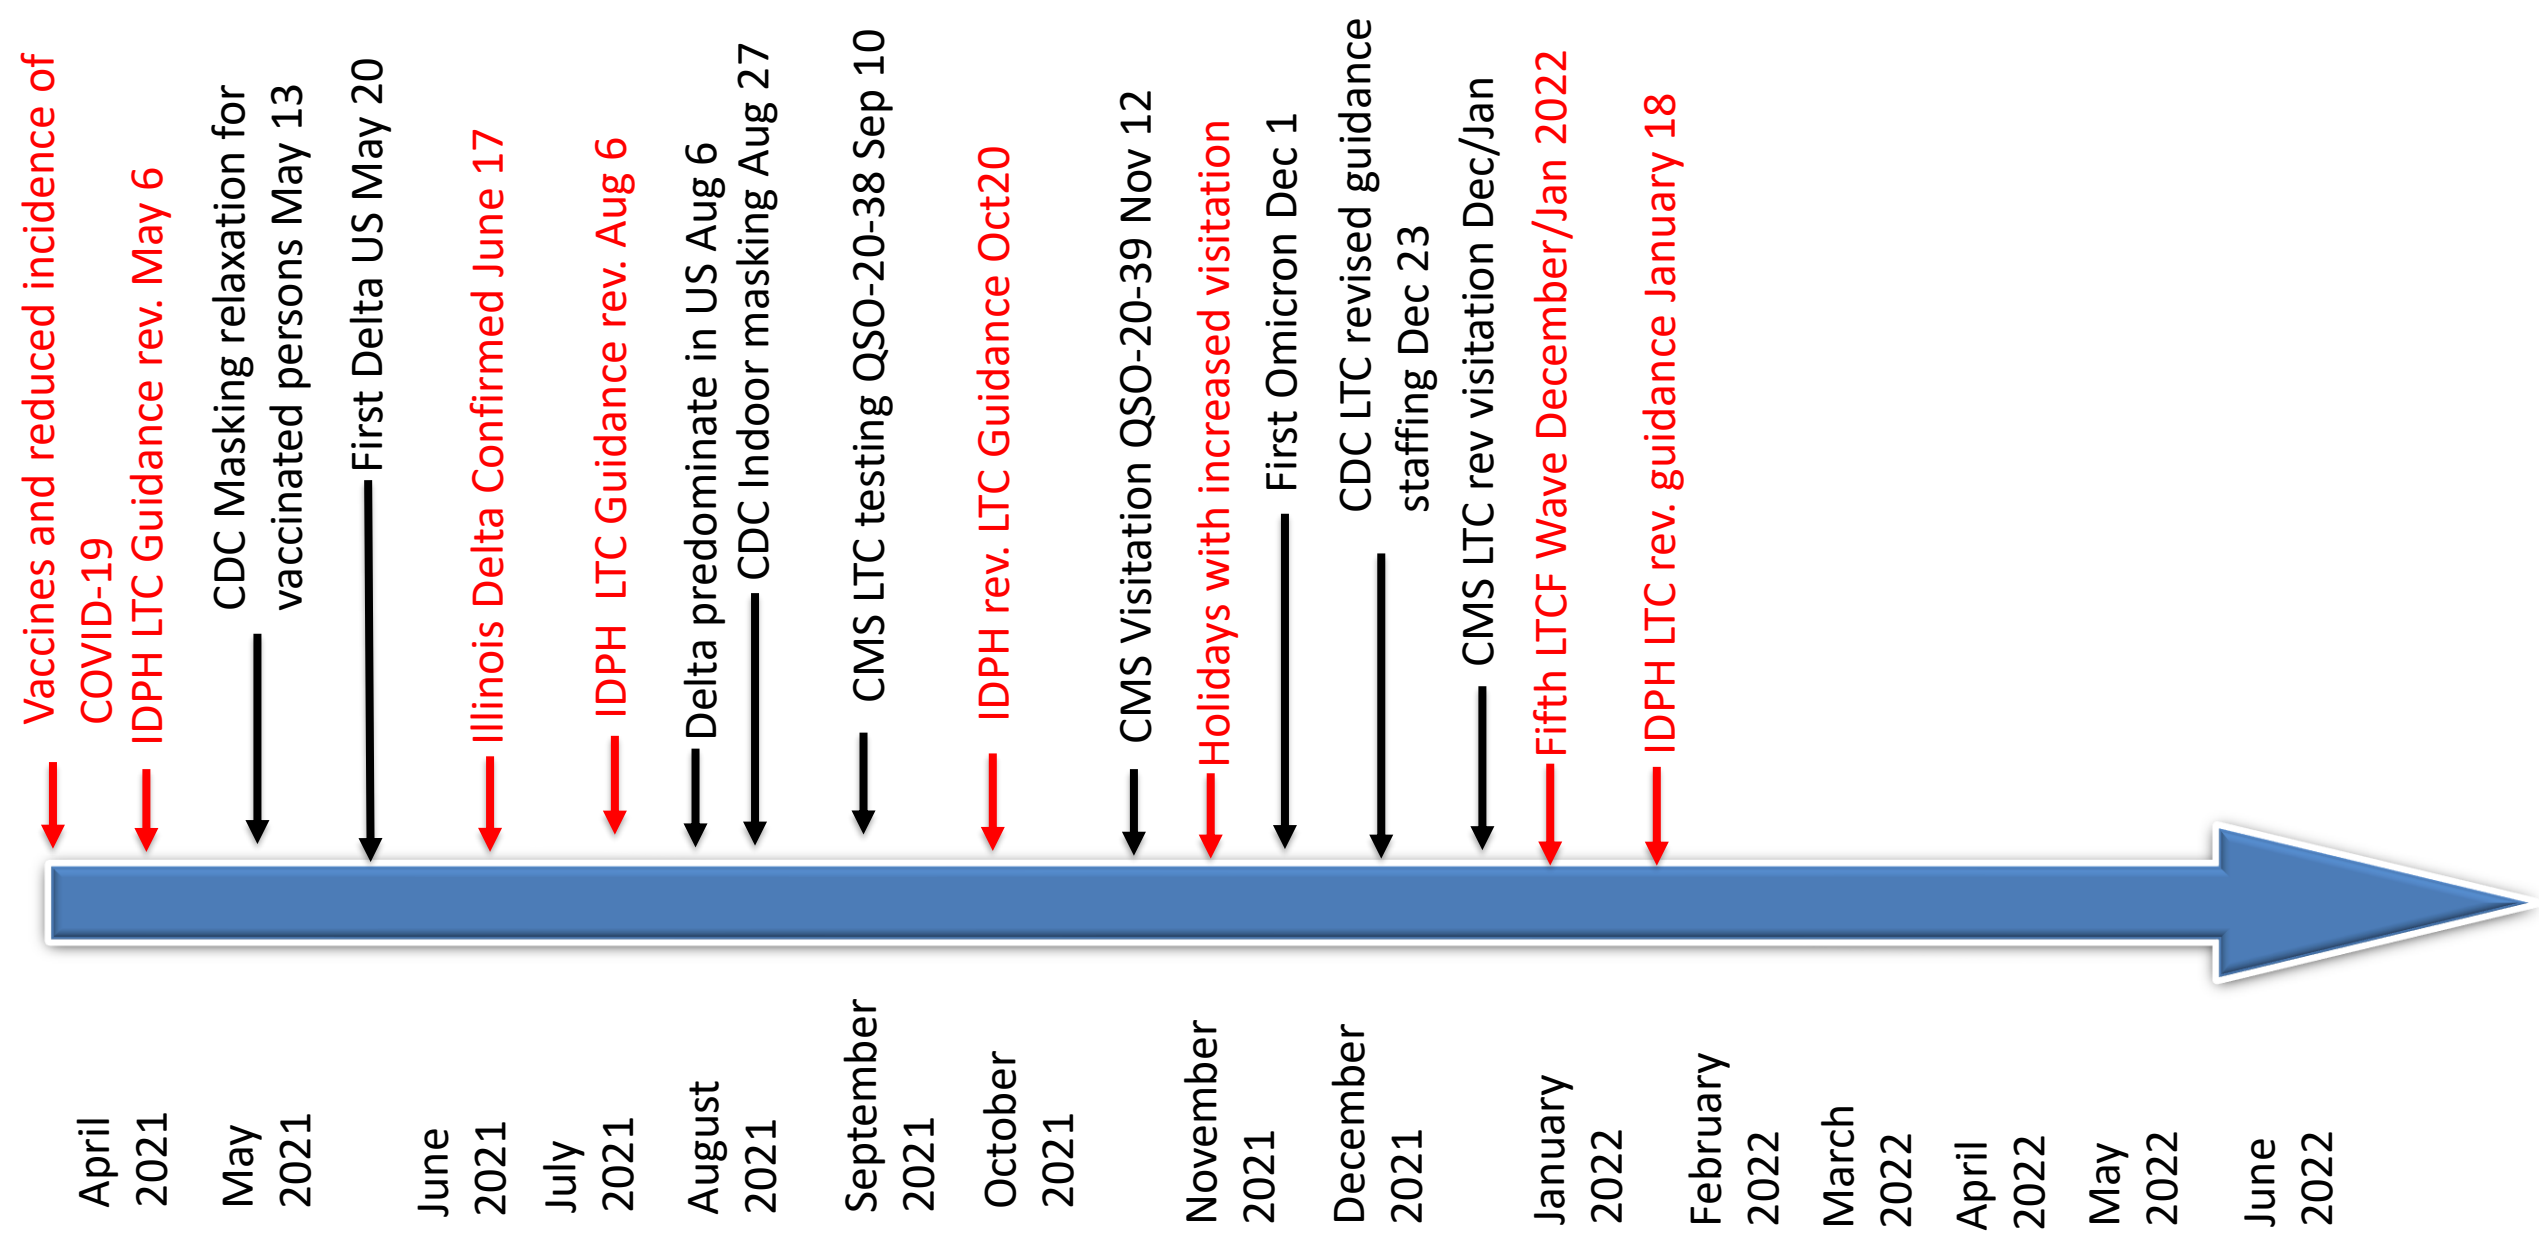 Vaccines and reduced incidence of
COVID-19
IDPH LTC Guidance rev. May 6
CDC Masking relaxation for
vaccinated persons May 13
First Delta US May 20
Illinois Delta Confirmed June 17
IDPH LTC Guidance rev. Aug 6
Delta predominate in US Aug 6
CDC Indoor masking Aug 27
CMS LTC testing QSO-20-38 Sep 10
IDPH rev. LTC Guidance Oct20
CMS Visitation QSO-20-39 Nov 12
Holidays with increased visitation
First Omicron Dec 1
CDC LTC revised guidance
staffing Dec 23
CMS LTC rev visitation Dec/Jan
Fifth LTCF Wave December/Jan 2022
IDPH LTC rev. guidance January 18
April
2021
May
2021
June
2021
July
2021
August
2021
September
2021
October
2021
November
2021
December
2021
January
2022
February
2022
March
2022
April
2022
May
2022
June
2022